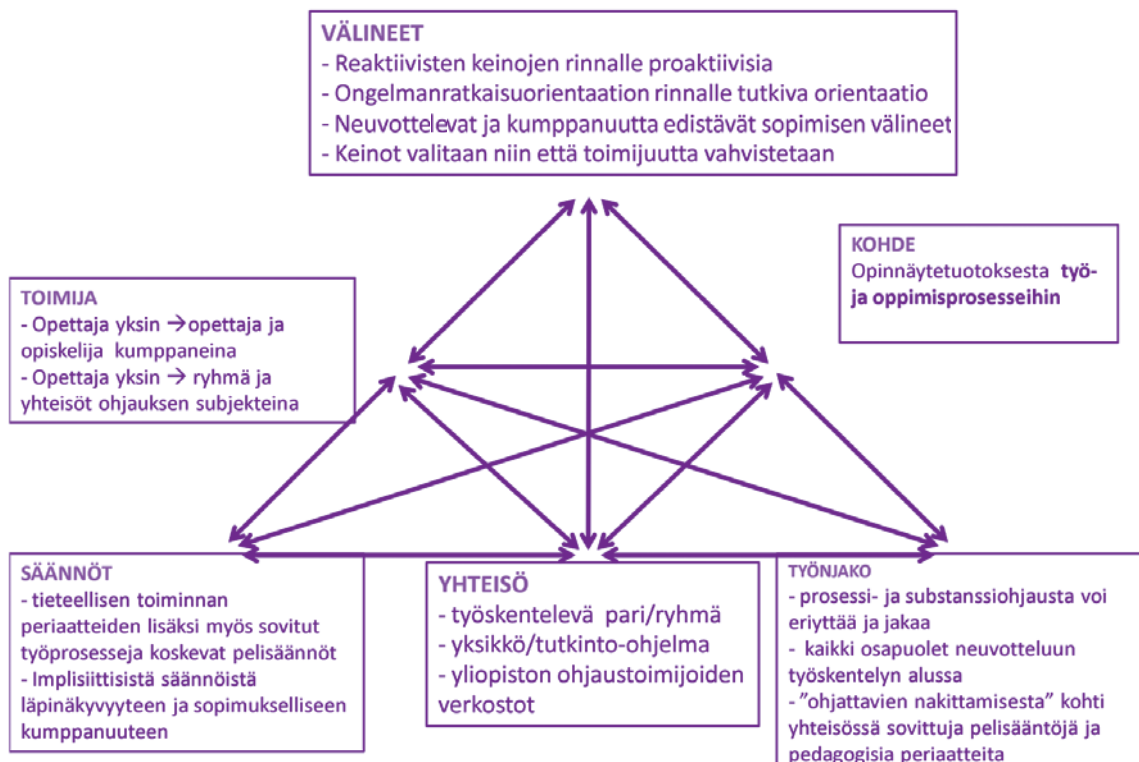 VÄLINEET
- Reaktiivisten keinojen rinnalle proaktiivisia
- Ongelmanratkaisuorientaation rinnalle tutkiva orientaatio
- Neuvottelevat ja kumppanuutta edistävät sopimisen välineet
- Keinot valitaan niin että toimijuutta vahvistetaan
KOHDE
Opinnäytetuotoksesta työ-
ja oppimisprosesseihin
TOIMIJA
- Opettaja yksin → opettaja ja
opiskelija kumppaneina
- Opettaja yksin → ryhmä ja
yhteisöt ohjauksen subjekteina
SÄÄNNÖT
- tieteellisen toiminnan
periaatteiden lisäksi myös sovitut
työprosesseja koskevat pelisäännöt
- Implisiittisistä säännöistä
läpinäkyvyyteen ja sopimukselliseen
kumppanuuteen
YHTEISÖ
- työskentelevä pari/ryhmä
- yksikkö/tutkinto-ohjelma
- yliopiston ohjaustoimijoiden
verkostot
TYÖNJAKO
- prosessi- ja substanssiohjausta voi
eriyttää ja jakaa
- kaikki osapuolet neuvotteluun
työskentelyn alussa
- ”ohjattavien nakittamisesta” kohti
yhteisössä sovittuja pelisääntöjä ja
pedagogisia periaatteita